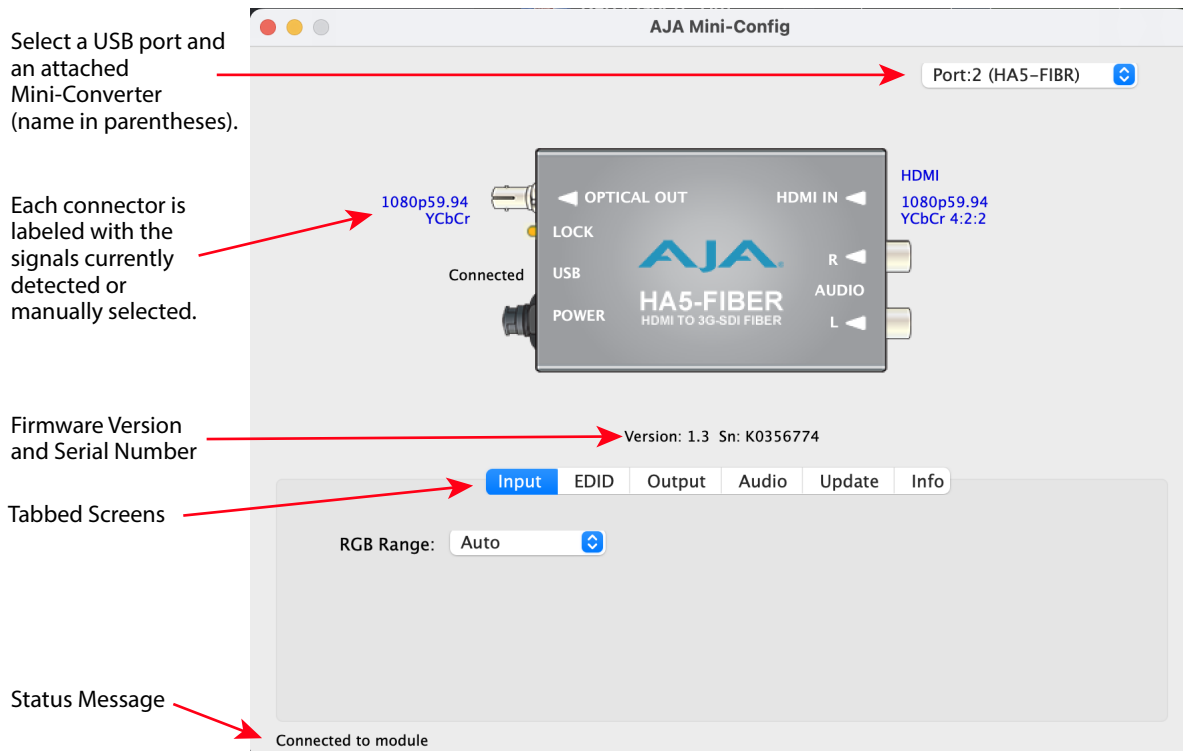 AJA Mini-Config
Select a USB port and
an attached
Mini-Converter
(name in parentheses).
Port:2 (HA5-FIBR)
Each connector is
labeled with the
signals currently
detected or
manually selected.
1080p59.94
YCbCr
OPTICAL OUT
LOCK
Connected
USB
POWER
HDMI IN
HDMI
1080p59.94
YCbCr 4:2:2
AJA
R
AUDIO
L
HA5-FIBER
HDMI TO 3G-SDI FIBER
Firmware Version
and Serial Number
Version: 1.3 Sn: K0356774
Tabbed Screens
Input EDID Output Audio Update Info
RGB Range: Auto
Status Message
Connected to module